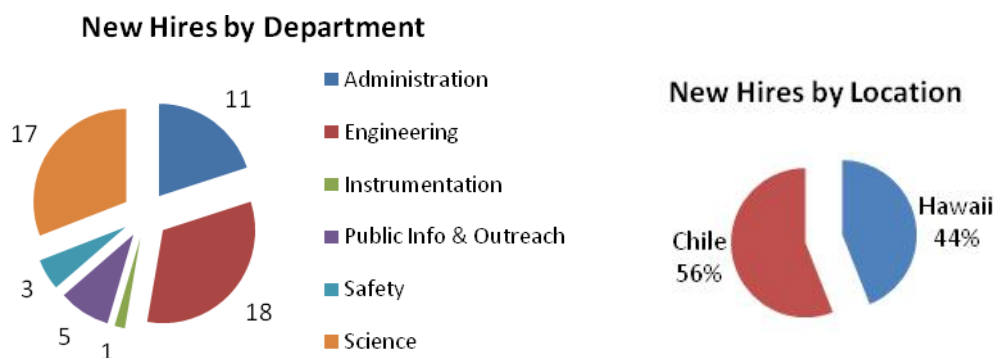 New Hires by Department
11
17
3
5
1
18
Administration
Engineering
Instrumentation
Public Info & Outreach
Safety
Science
New Hires by Location
Hawaii
44%
Chile
56%